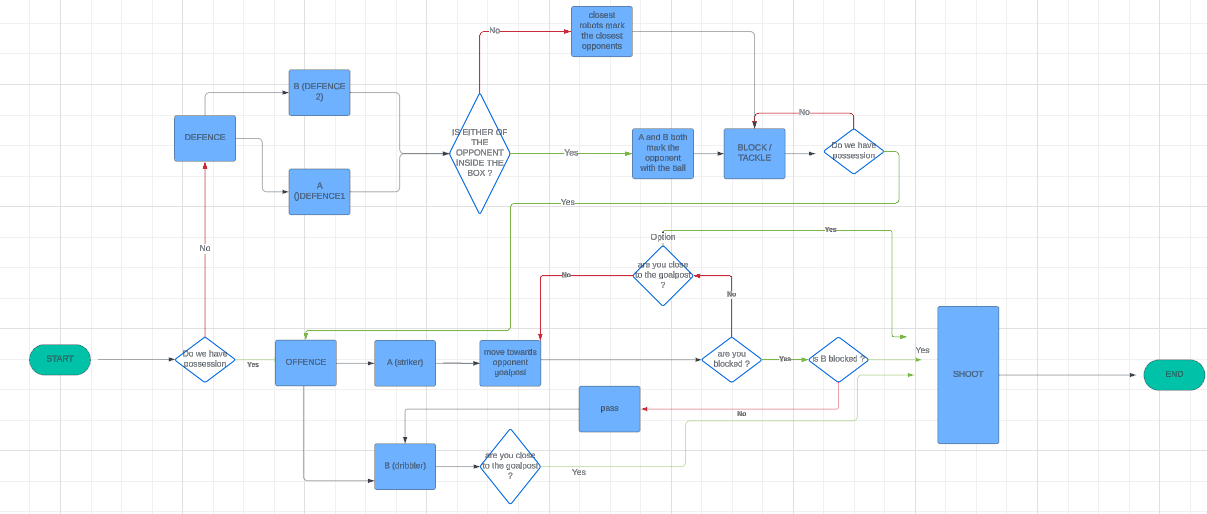 closest
robots mark
the closest
opponents
No
B (DEFENCE
2)
DEFENCE
A
()DEFENCE1
IS EITHER OF
THE
OPPONENT
INSIDE THE
BOX ?
Yes
A and B both
mark the
opponent
with the ball
BLOCK /
TACKLE
No
Do we have
possession
Yes
No
Option
Yes
are you close
to the goalpost
?
No
No
START
Do we have
possession
Yes
OFFENCE
A (striker)
move towards
opponent
goalpost
are you
blocked ?
Yes
is B blocked ?
Yes
SHOOT
END
pass
No
B (dribbler)
are you close
to the goalpost
?
Yes